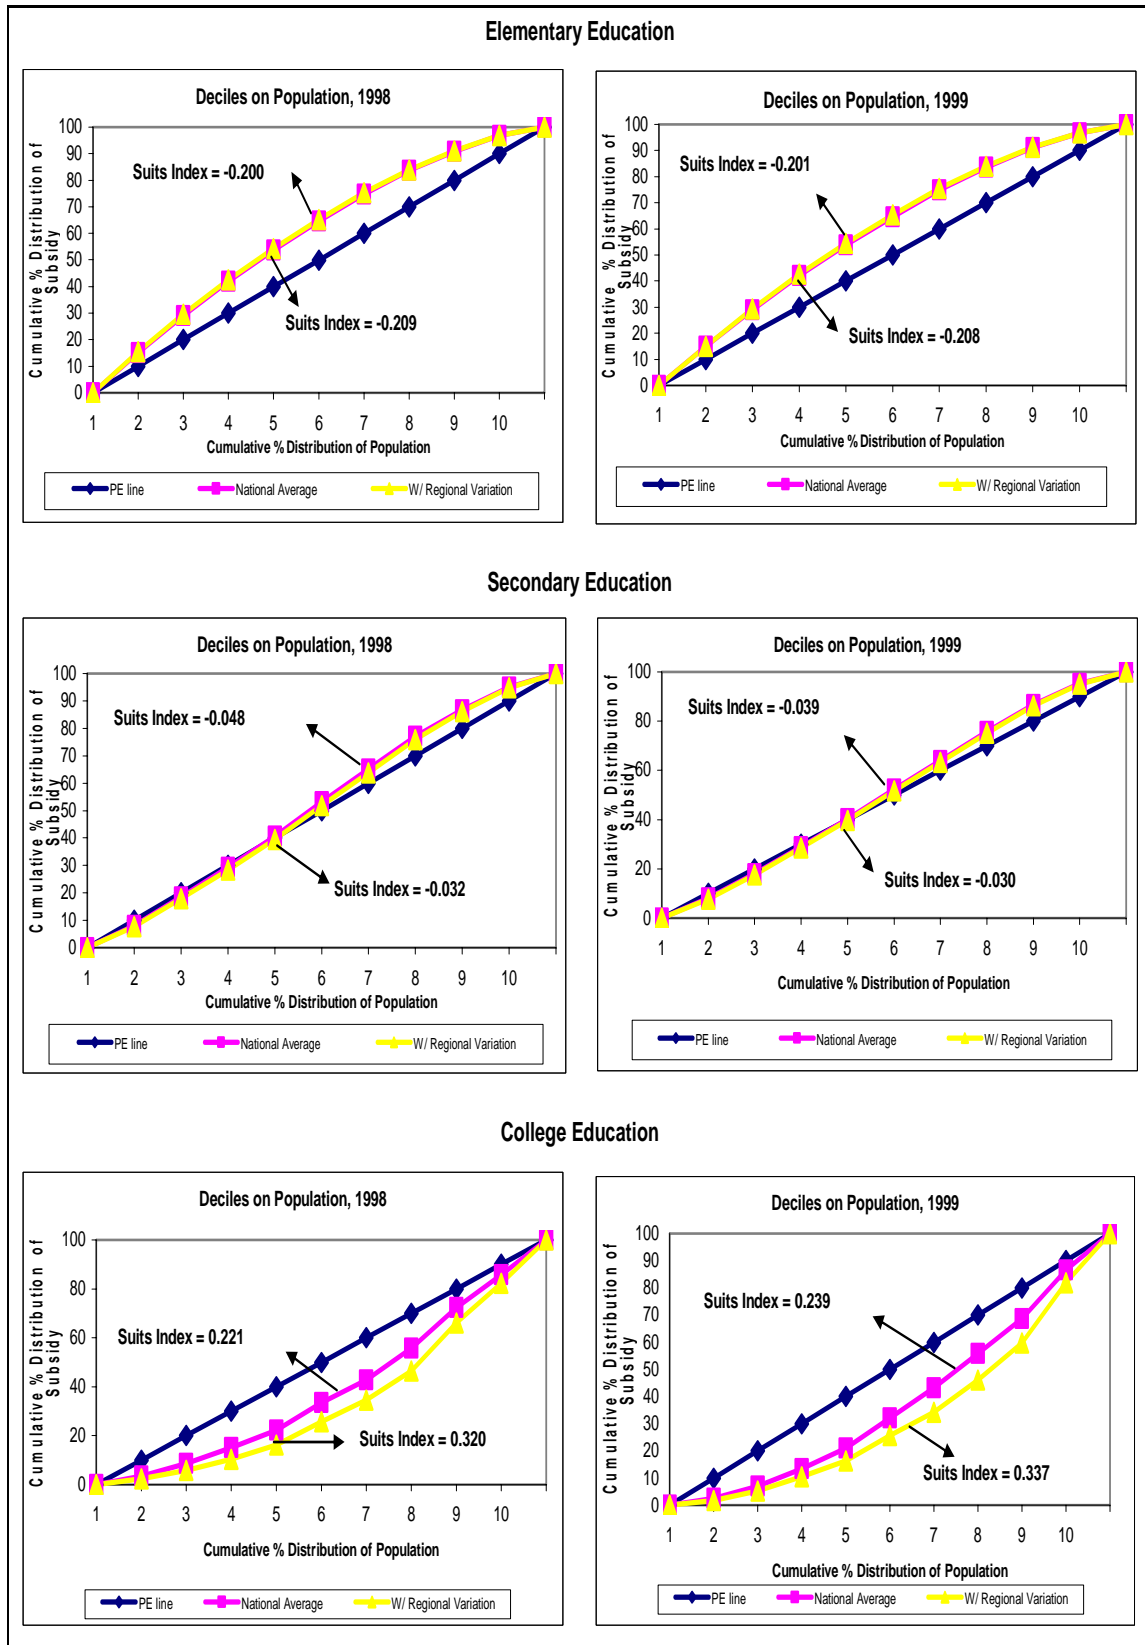 Elementary Education
Deciles on Population, 1998
Cumulative % Distribution of
Subsidy
100
90
80
70
60
50
40
30
20
10
0
Suits Index = -0.200
Suits Index = -0.209
1 2 3 4 5 6 7 8 9 10
Cumulative % Distribution of Population
PE line National Average W/ Regional Variation
Deciles on Population, 1999
Cumulative % Distribution of
Subsidy
100
90
80
70
60
50
40
30
20
10
0
Suits Index = -0.201
Suits Index = -0.208
1 2 3 4 5 6 7 8 9 10
Cumulative % Distribution of Population
PE line National Average W/ Regional Variation
Secondary Education
Deciles on Population, 1998
Cumulative % Distribution of
Subsidy
100
90
80
70
60
50
40
30
20
10
0
Suits Index = -0.048
Suits Index = -0.032
1 2 3 4 5 6 7 8 9 10
Cumulative % Distribution of Population
PE line National Average W/ Regional Variation
Deciles on Population, 1999
Cumulative % Distribution of
Subsidy
100
80
60
40
20
0
Suits Index = -0.039
Suits Index = -0.030
1 2 3 4 5 6 7 8 9 10
Cumulative % Distribution of Population
PE line National Average W/ Regional Variation
College Education
Deciles on Population, 1998
Cumulative % Distribution of
Subsidy
100
80
60
40
20
0
Suits Index = 0.221
Suits Index = 0.320
1 2 3 4 5 6 7 8 9 10
Cumulative % Distribution of Population
PE line National Average W/ Regional Variation
Deciles on Population, 1999
Cumulative % Distribution of
Subsidy
100
90
80
70
60
50
40
30
20
10
0
Suits Index = 0.239
Suits Index = 0.337
1 2 3 4 5 6 7 8 9 10
Cumulative % Distribution of Population
PE line National Average W/ Regional Variation